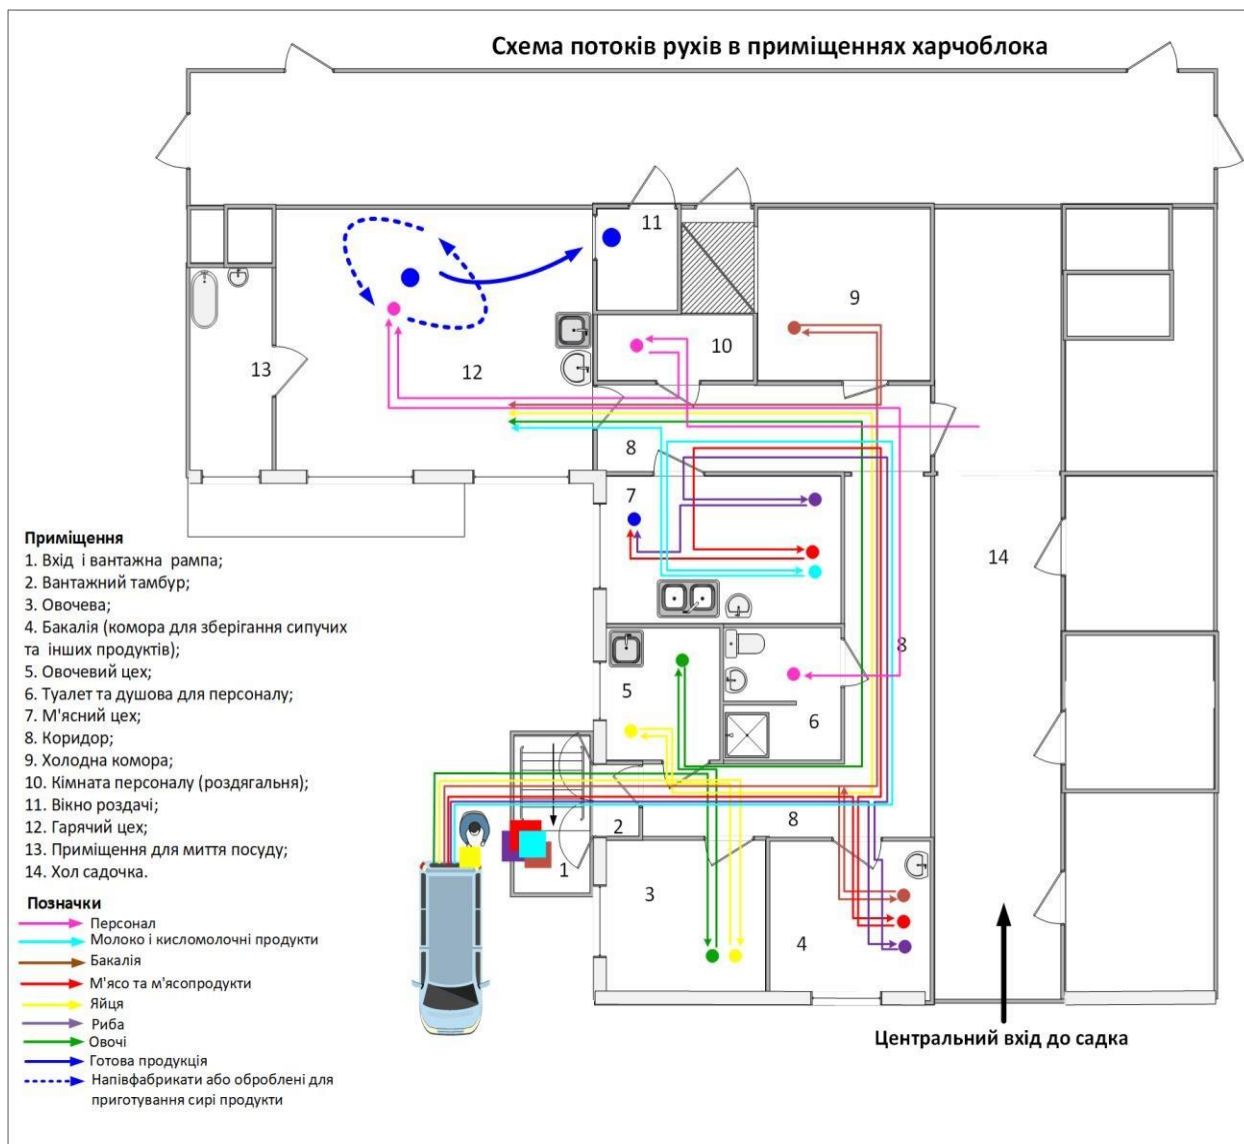 Схема потоків рухів в приміщеннях харчоблока
11
9
10
13
12
8
7
14
8
5
6
2
8
1
3
4
Приміщення
1. Вхід і вантажна рампа;
2. Вантажний тамбур;
3. Овочева;
4. Бакалія (комора для зберігання сипучих
та інших продуктів);
5. Овочевий цех;
6. Туалет та душова для персоналу;
7. М'ясний цех;
8. Коридор;
9. Холодна комора;
10. Кімната персоналу (роздягальня);
11. Вікно роздачі;
12. Гарячий цех;
13. Приміщення для миття посуду;
14. Хол садочка.
Позначки
Персонал
Молоко і кисломолочні продукти
Бакалія
М'ясо та м'ясопродукти
Яйця
Риба
Овочі
Готова продукція
Напівфабрикати або оброблені для
приготування сирі продукти
Центральний вхід до садка